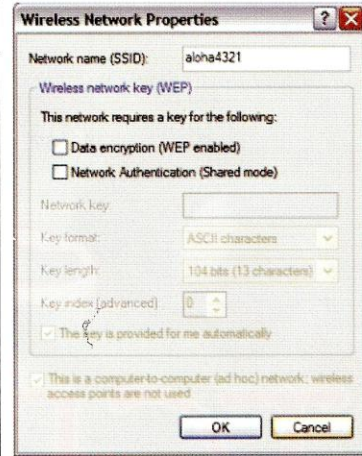 Wireless Network Properties
Network name (SSID): aloha4321
Wireless network key (WEP)
This network requires a key for the following:
Data encryption (WEP enabled)
Network Authentication (Shared mode)
Network key:
Key format: ASCII characters
Key length: 104 bits (13 characters)
Key index (advanced): 0
The key is provided for me automatically
This is a computer-to-computer (ad hoc) network; wireless
access points are not used
OK Cancel